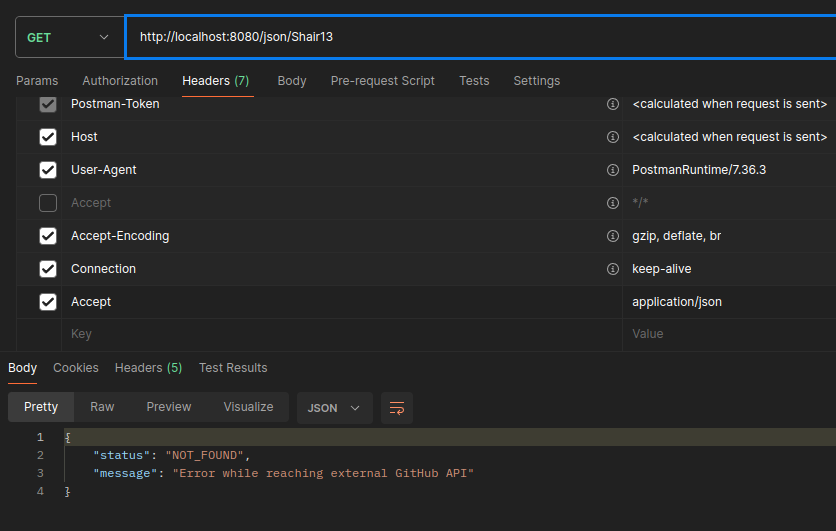 GET http://localhost:8080/json/Shair13
Params Authorization Headers (7) Body Pre-request Script Tests Settings
Postman-Token <calculated when request is sent>
Host <calculated when request is sent>
User-Agent PostmanRuntime/7.36.3
Accept */*
Accept-Encoding gzip, deflate, br
Connection keep-alive
Accept application/json
Key Value
Body Cookies Headers (5) Test Results
Pretty Raw Preview Visualize JSON
1 {
2 "status": "NOT_FOUND",
3 "message": "Error while reaching external GitHub API"
4 }